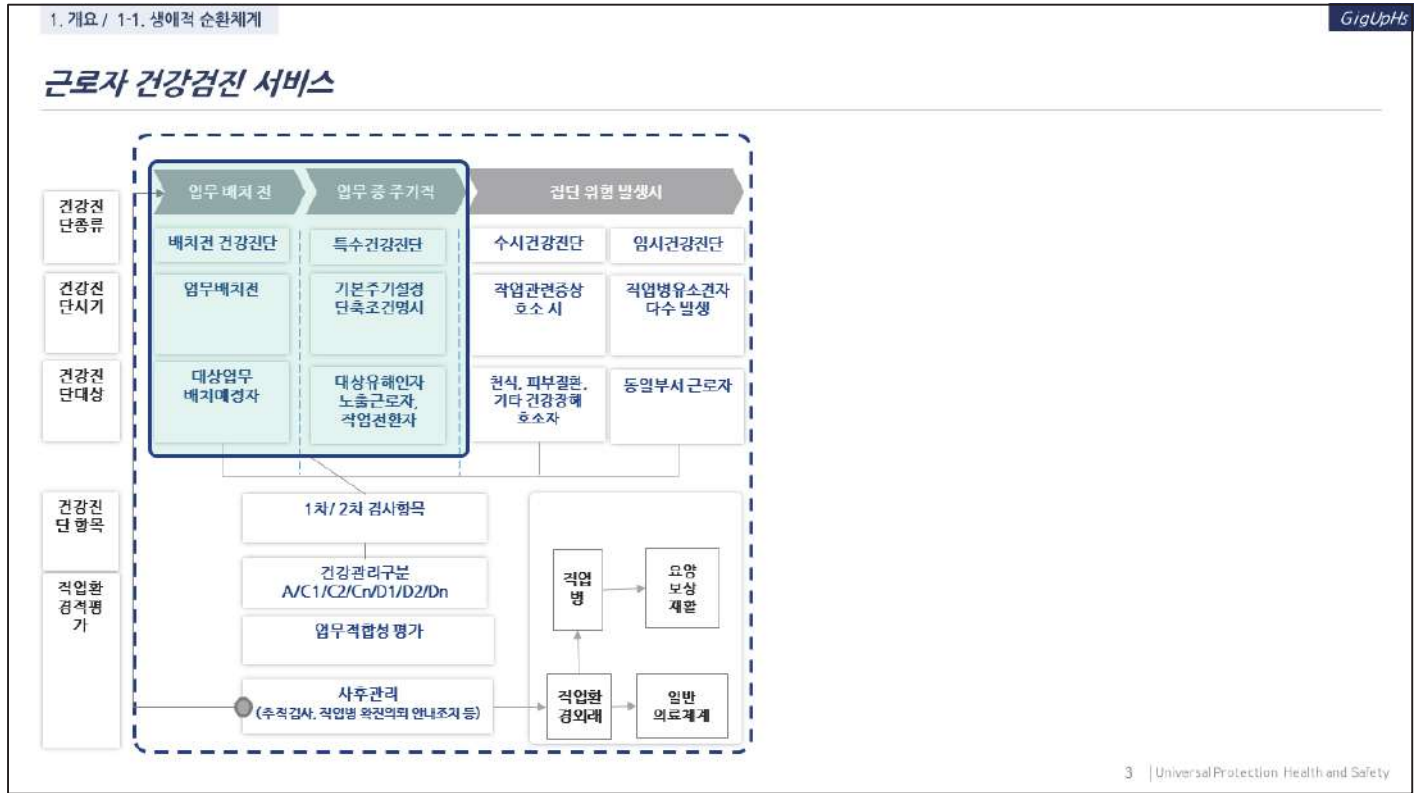 1. 개요 / 1-1. 생애적 순환체계
GigUpHs
근로자 건강검진 서비스
건강진
단종류
업무 배치 전
업무 중 주기적
집단 위험 발생시
배치전 건강진단
특수건강진단
수시건강진단
임시건강진단
건강진
단시기
업무배치전
기본주기설정
단축조건명시
작업관련증상
호소 시
직업병유소견자
다수 발생
건강진
단대상
대상업무
배치예정자
대상유해인자
노출근로자,
작업전환자
천식, 피부질환,
기타 건강장해
호소자
동일부서 근로자
건강진
단 항목
1차/ 2차 검사항목
직업환
경적평
가
건강관리구분
A/C1/C2/Cn/D1/D2/Dn
업무적합성 평가
사후관리
(추적검사, 직업병 확진의뢰 안내조치 등)
직업
병
요양
보상
재활
직업환
경외래
일반
의료체계
3 | Universal Protection Health and Safety